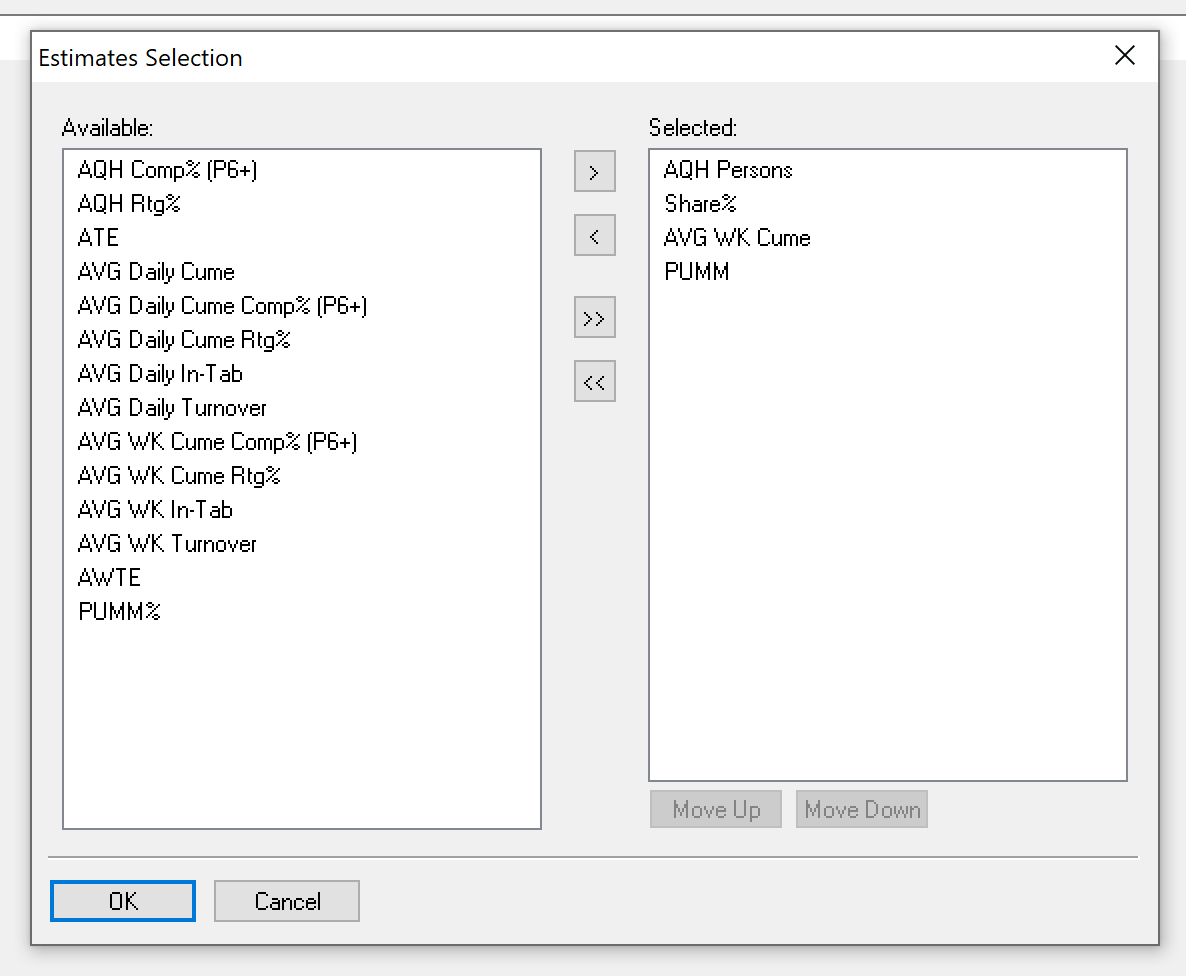 Estimates Selection
Available:
AQH Comp% (P6+)
AQH Rtg%
ATE
AVG Daily Cume
AVG Daily Cume Comp% (P6+)
AVG Daily Cume Rtg%
AVG Daily In-Tab
AVG Daily Turnover
AVG WK Cume Comp% (P6+)
AVG WK Cume Rtg%
AVG WK In-Tab
AVG WK Turnover
AWTE
PUMM%
>
<
>>
<<
Selected:
AQH Persons
Share%
AVG WK Cume
PUMM
Move Up Move Down
OK Cancel